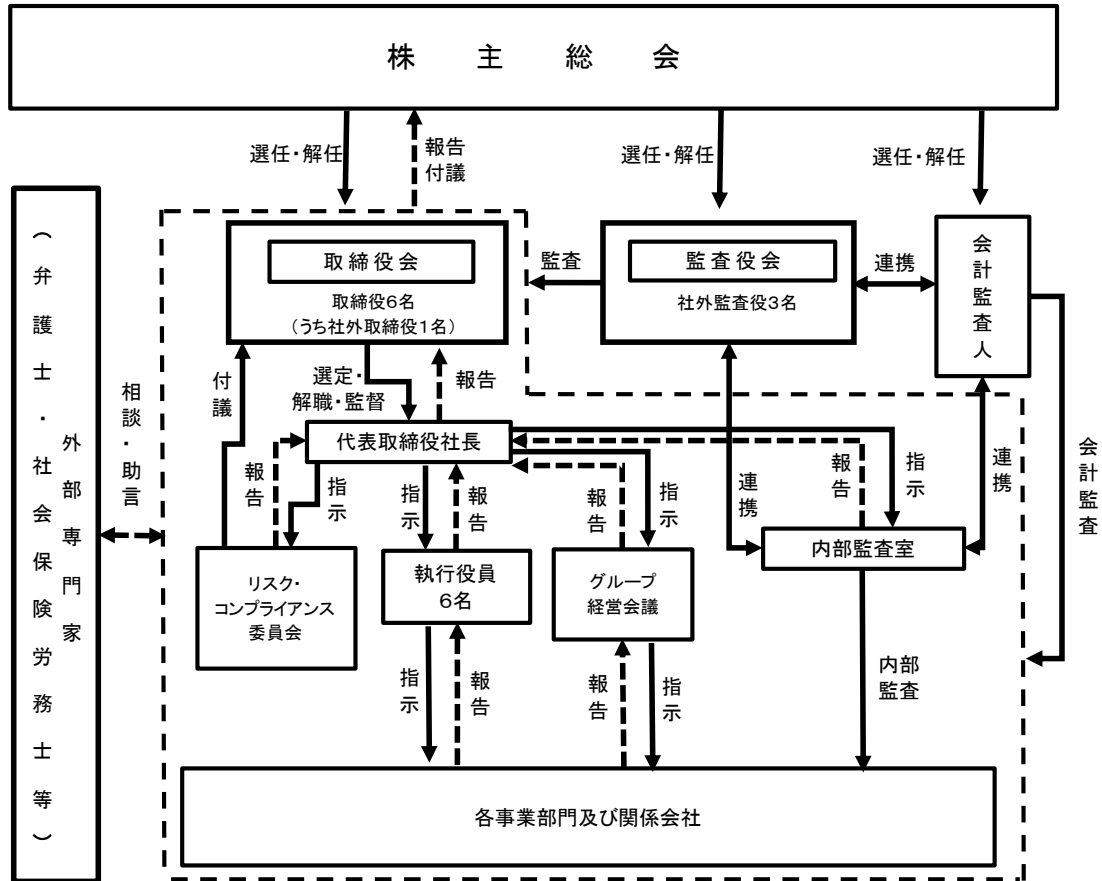 株主総会
選任・解任
報告
付議
選任・解任
選任・解任
取締役会
取締役6名
（うち社外取締役1名）
監査
監査役会
社外監査役3名
連携
会計監査人
外部専門家
（弁護士・社会保険労務士等）
相談・助言
付議
選定・
解職・監督
報告
代表取締役社長
報告
指示
指示
報告
報告
指示
連携
報告
指示
連携
会計監査
リスク・
コンプライアンス
委員会
執行役員
6名
グループ
経営会議
内部監査室
指示
報告
報告
指示
内部
監査
各事業部門及び関係会社